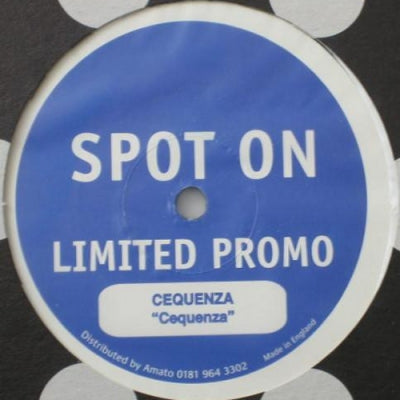 SPOT ON
LIMITED PROMO
CEQUENZA
"Cequenza"
Distributed by Amato 0181 964 3302
Made in England